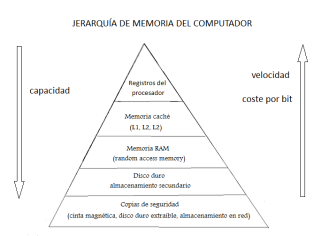 JERARQUÍA DE MEMORIA DEL COMPUTADOR
capacidad
velocidad
coste por bit
Registros del
procesador
Memoria caché
(L1, L2, L2)
Memoria RAM
(random access memory)
Disco duro
almacenamiento secundario
Copias de seguridad
(cinta magnética, disco duro extraíble, almacenamiento en red)